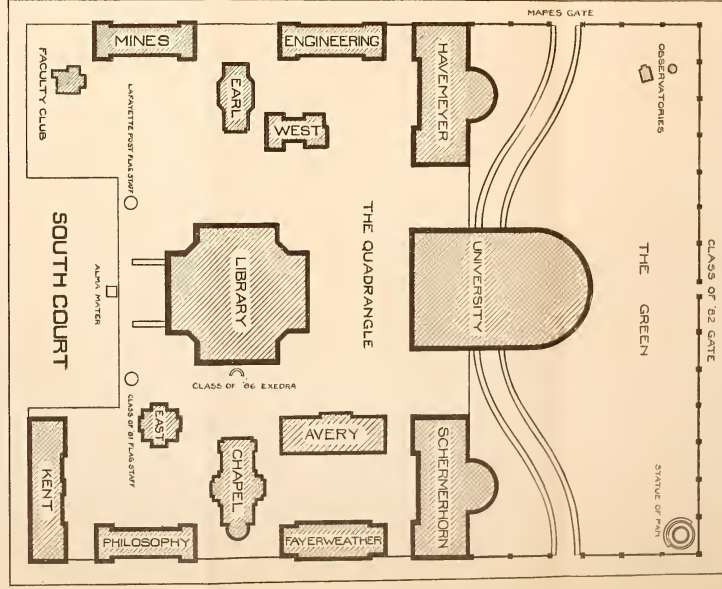 MAPES GATE
MINES
ENGINEERING
HAVEMEYER
OBSERVATORIES
FACULTY CLUB
EARL
WEST
LAFAYETTE POST FLAG STAFF
SOUTH COURT
ALMA MATER
LIBRARY
THE QUADRANGLE
UNIVERSITY
THE GREEN
CLASS OF '82 GATE
CLASS OF '86 EXEDRA
CLASS OF '81 FLAG STAFF
EAST
AVERY
CHAPEL
KENT
PHILOSOPHY
FAYERWEATHER
SCHERMERHORN
STATUE OF PAN